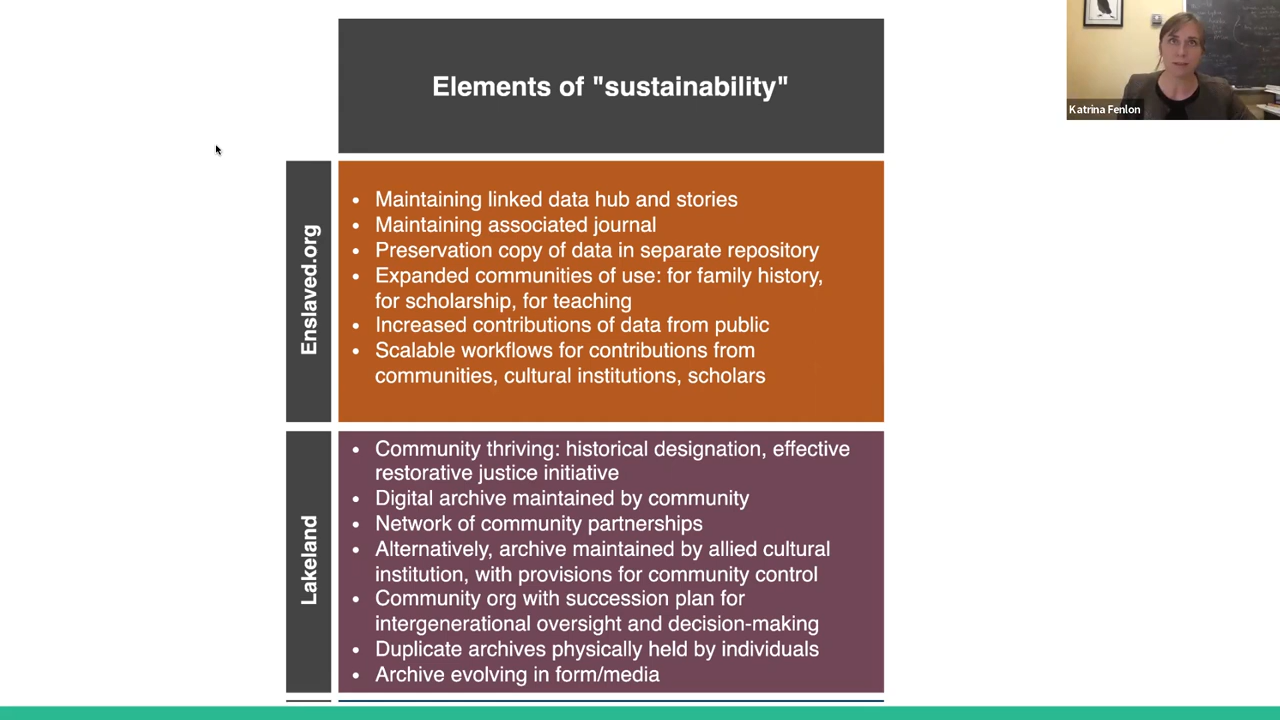 Elements of "sustainability"
Katrina Fenlon
Enslaved.org
• Maintaining linked data hub and stories
• Maintaining associated journal
• Preservation copy of data in separate repository
• Expanded communities of use: for family history,
for scholarship, for teaching
• Increased contributions of data from public
• Scalable workflows for contributions from
communities, cultural institutions, scholars
Lakeland
• Community thriving: historical designation, effective
restorative justice initiative
• Digital archive maintained by community
• Network of community partnerships
• Alternatively, archive maintained by allied cultural
institution, with provisions for community control
• Community org with succession plan for
intergenerational oversight and decision-making
• Duplicate archives physically held by individuals
• Archive evolving in form/media